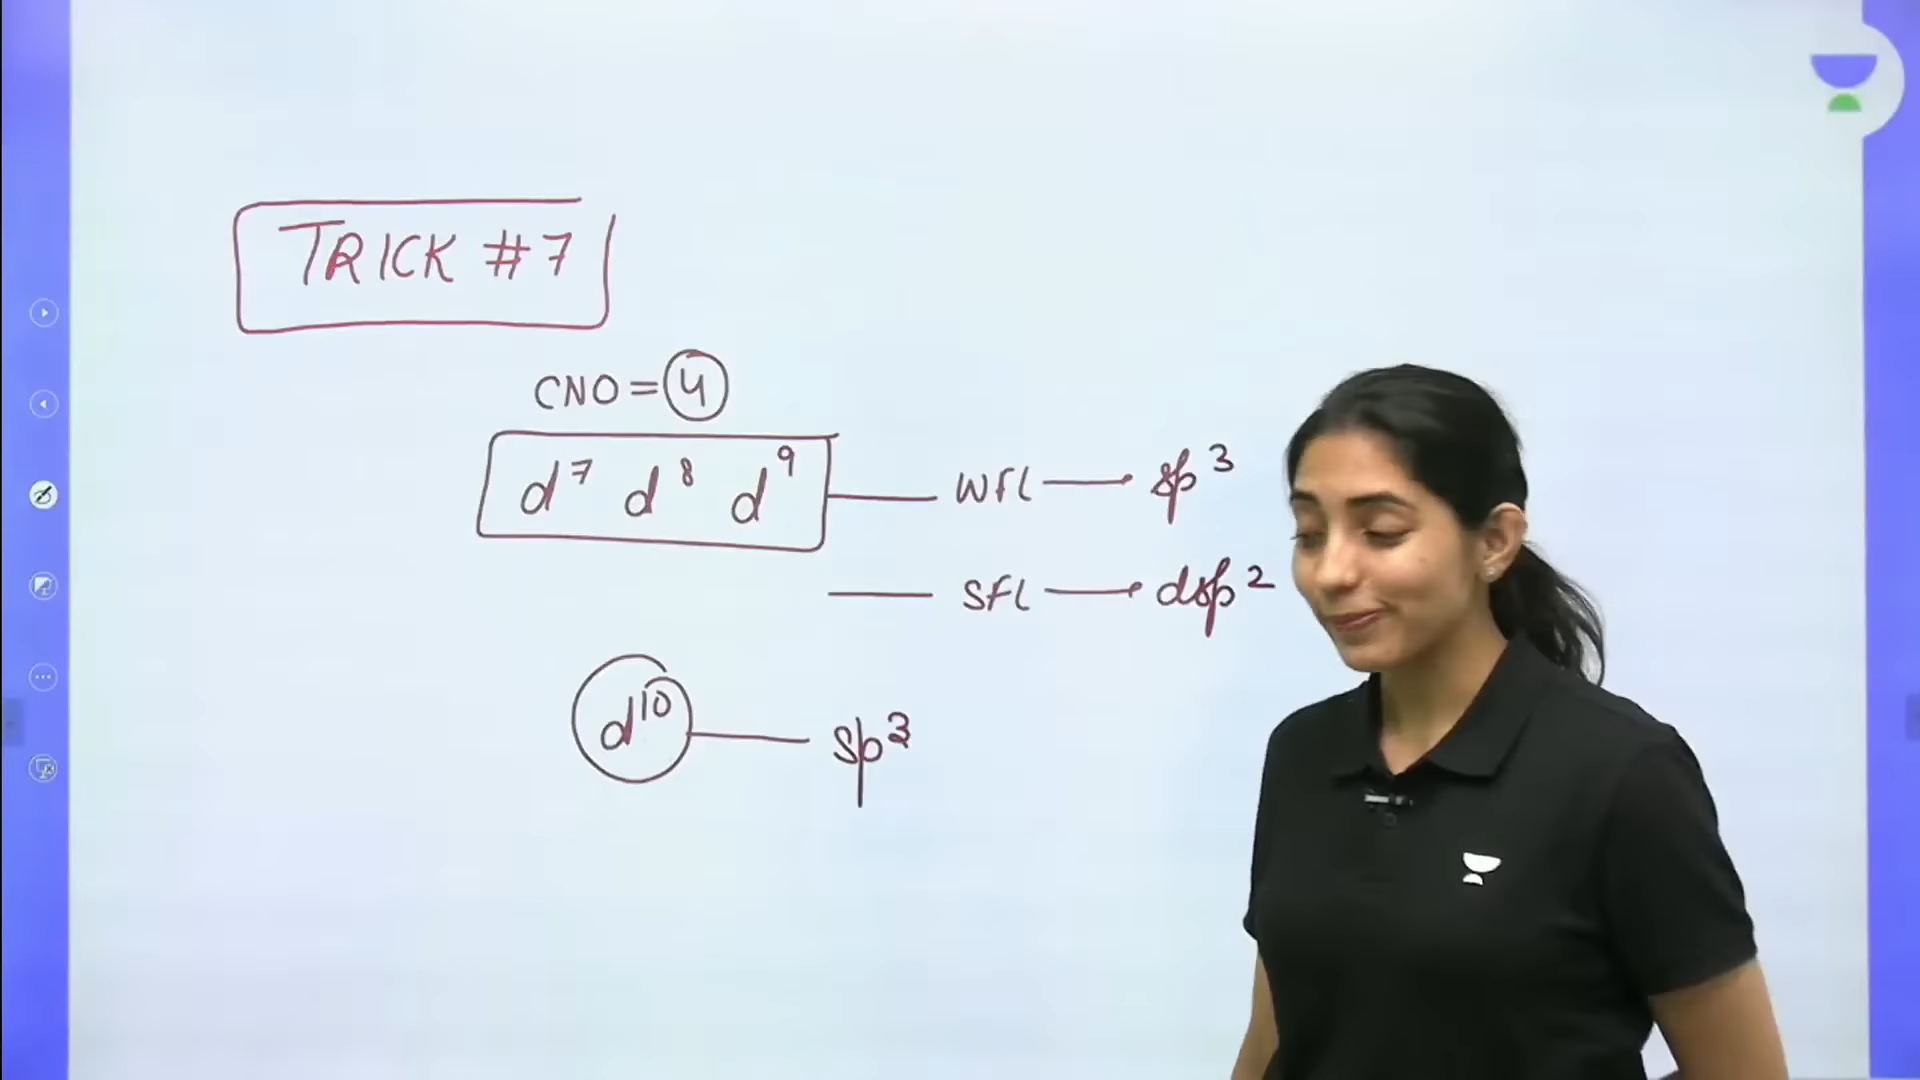 TRICK #7
CNO = 4
d⁷ d⁸ d⁹ — WFL → sp³
— SFL → dsp²
d¹⁰ — sp³